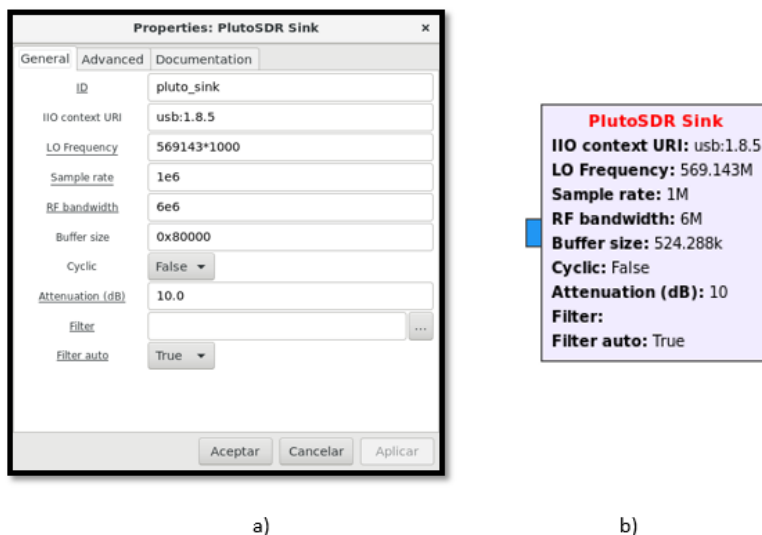 Properties: PlutoSDR Sink ×
General Advanced Documentation
ID pluto_sink
IIO context URI usb:1.8.5
LO Frequency 569143*1000
Sample rate 1e6
RF bandwidth 6e6
Buffer size 0x80000
Cyclic False
Attenuation (dB) 10.0
Filter ...
Filter auto True
Aceptar Cancelar Aplicar
a)
PlutoSDR Sink
IIO context URI: usb:1.8.5
LO Frequency: 569.143M
Sample rate: 1M
RF bandwidth: 6M
Buffer size: 524.288k
Cyclic: False
Attenuation (dB): 10
Filter:
Filter auto: True
b)